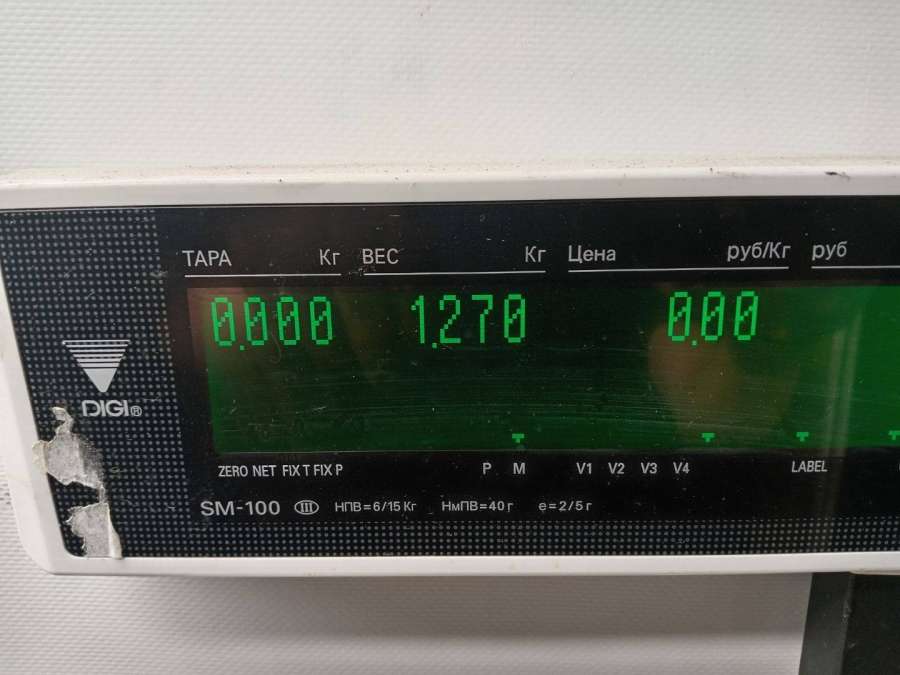 ТАРА Кг ВЕС Кг Цена руб/Кг руб
0.000 1.270 0.00
DIGI®
ZERO NET FIX T FIX P P M V1 V2 V3 V4 LABEL
SM-100 III НПВ=6/15 Кг НмПВ=40 г е=2/5 г